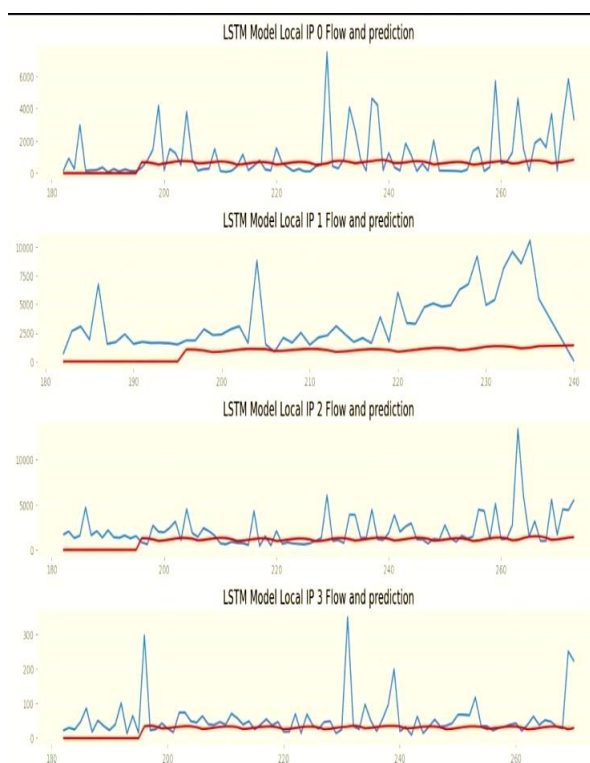 LSTM Model Local IP 0 Flow and prediction
6000
4000
2000
0
180 200 220 240 260
LSTM Model Local IP 1 Flow and prediction
10000
7500
5000
2500
0
180 190 200 210 220 230 240
LSTM Model Local IP 2 Flow and prediction
10000
5000
0
180 200 220 240 260
LSTM Model Local IP 3 Flow and prediction
300
200
100
0
180 200 220 240 260